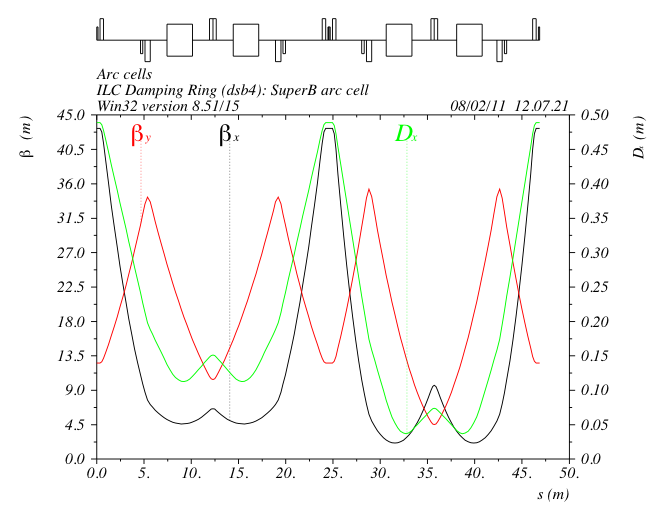 Arc cells
ILC Damping Ring (dsb4): SuperB arc cell
Win32 version 8.51/15 08/02/11 12.07.21
β (m)
45.0
40.5
36.0
31.5
27.0
22.5
18.0
13.5
9.0
4.5
0.0
β y β x Dx
0.50
0.45
0.40
0.35
0.30
0.25
0.20
0.15
0.10
0.05
0.0
D (m)
0.0 5. 10. 15. 20. 25. 30. 35. 40. 45. 50.
s (m)